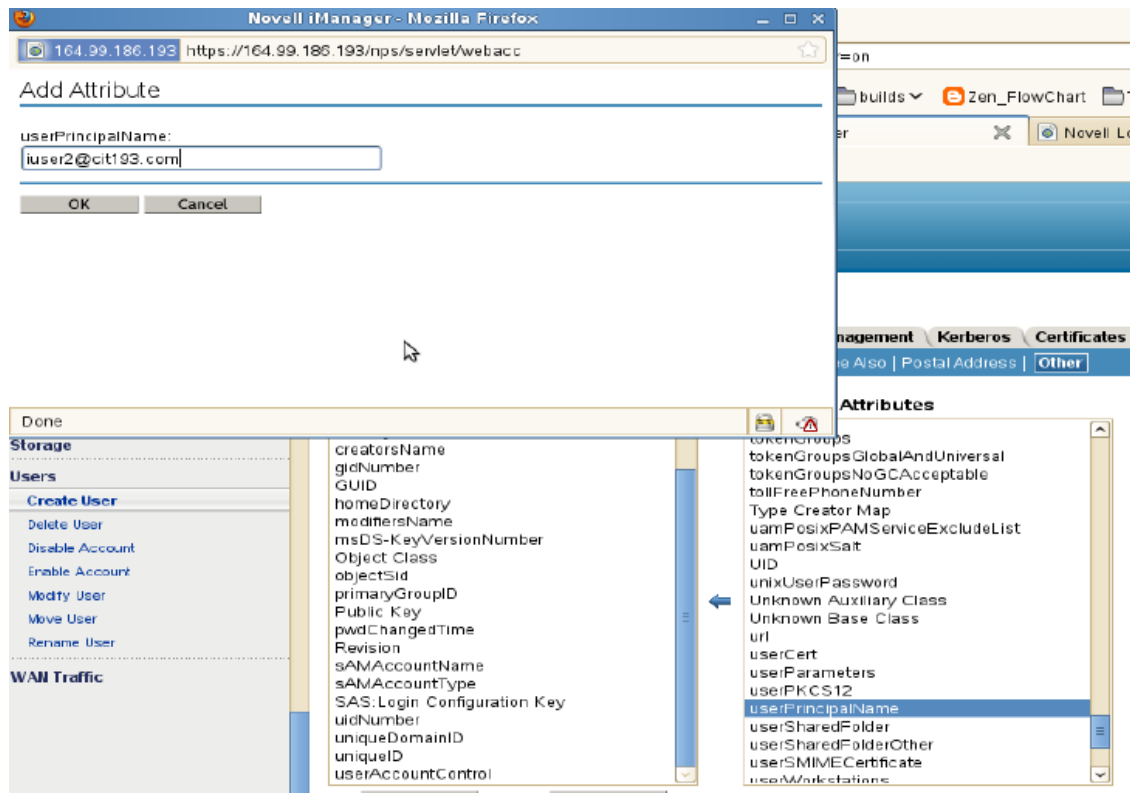 Novell iManager - Mozilla Firefox
164.99.186.193 https://164.99.186.193/nps/servlet/webacc
Add Attribute
userPrincipalName:
iuser2@cit193.com
OK Cancel
Done
=on
builds Zen_FlowChart
er Novell Lo
nagement Kerberos Certificates
e Also | Postal Address | Other
Attributes
Storage
Users
Create User
Delete User
Disable Account
Enable Account
Modify User
Move User
Rename User
WAN Traffic
creatorsName
gidNumber
GUID
homeDirectory
modifiersName
msDS-KeyVersionNumber
Object Class
objectSid
primaryGroupID
Public Key
pwdChangedTime
Revision
sAMAccountName
sAMAccountType
SAS:Login Configuration Key
uidNumber
uniqueDomainID
uniqueID
userAccountControl
tokenGroups
tokenGroupsGlobalAndUniversal
tokenGroupsNoGCAcceptable
tollFreePhoneNumber
Type Creator Map
uamPosixPAMServiceExcludeList
uamPosixSalt
UID
unixUserPassword
Unknown Auxiliary Class
Unknown Base Class
url
userCert
userParameters
userPKCS12
userPrincipalName
userSharedFolder
userSharedFolderOther
userSMIMECertificate
userWorkstations